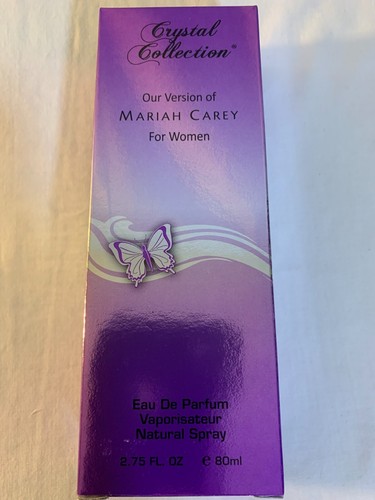 Crystal
Collection®
Our Version of
MARIAH CAREY
For Women
Eau De Parfum
Vaporisateur
Natural Spray
2.75 FL. OZ ℮ 80ml